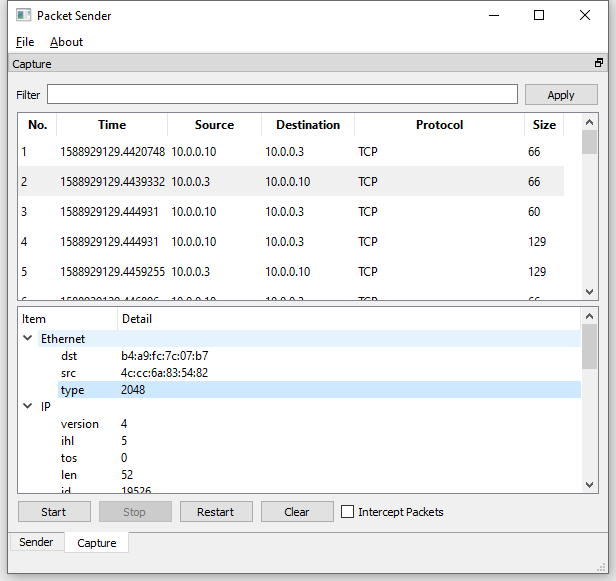 Packet Sender
File About
Capture
Filter Apply
No. Time Source Destination Protocol Size
1 1588929129.4420748 10.0.0.10 10.0.0.3 TCP 66
2 1588929129.4439332 10.0.0.3 10.0.0.10 TCP 66
3 1588929129.444931 10.0.0.10 10.0.0.3 TCP 60
4 1588929129.444931 10.0.0.10 10.0.0.3 TCP 129
5 1588929129.4459255 10.0.0.3 10.0.0.10 TCP 129
Item Detail
Ethernet
dst b4:a9:fc:7c:07:b7
src 4c:cc:6a:83:54:82
type 2048
IP
version 4
ihl 5
tos 0
len 52
id 19526
Start Stop Restart Clear Intercept Packets
Sender Capture